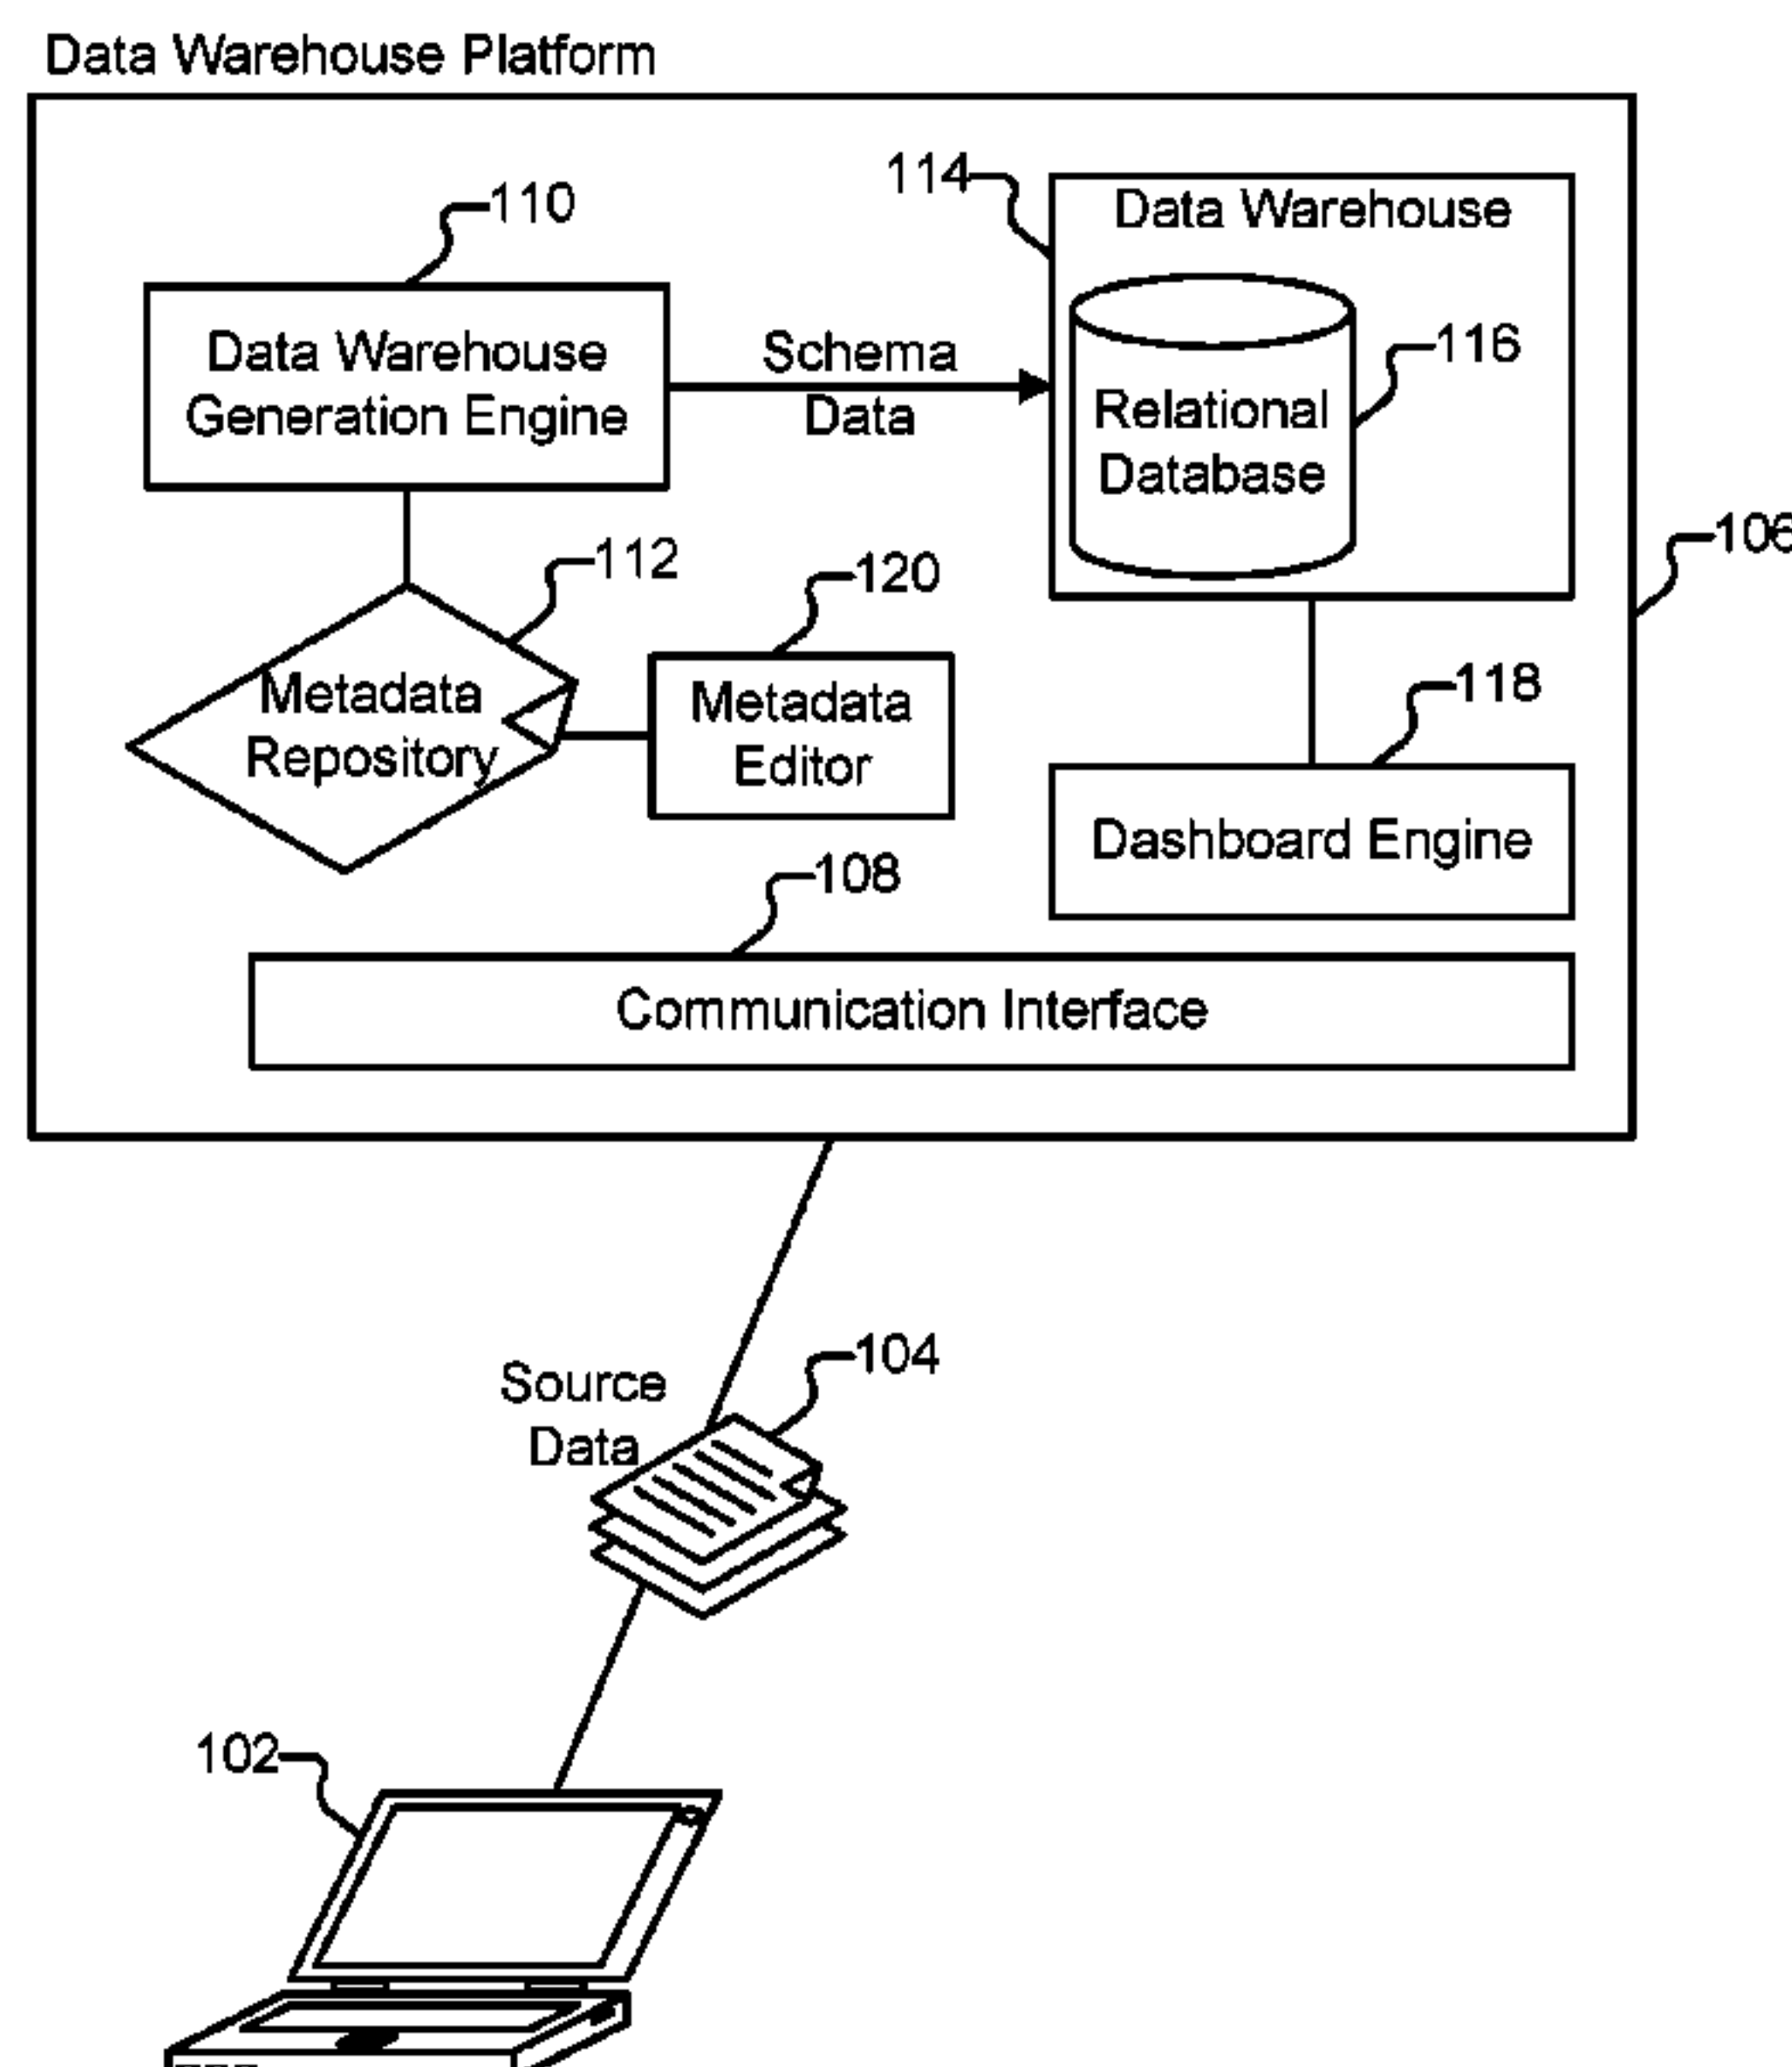 Data Warehouse Platform
110
114
Data Warehouse
Data Warehouse
Generation Engine
Schema
Data
116
Relational
Database
106
112
120
Metadata
Repository
Metadata
Editor
118
Dashboard Engine
108
Communication Interface
Source
Data
104
102